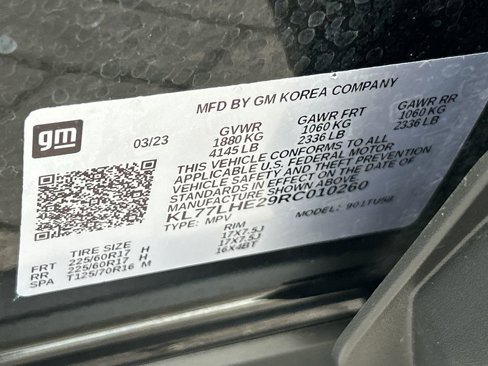 MFD BY GM KOREA COMPANY
gm
03/23 GVWR GAWR FRT GAWR RR
1880 KG 1060 KG 1060 KG
4145 LB 2336 LB 2336 LB
THIS VEHICLE CONFORMS TO ALL
APPLICABLE U.S. FEDERAL MOTOR
VEHICLE SAFETY AND THEFT PREVENTION
STANDARDS IN EFFECT ON THE DATE OF
MANUFACTURE SHOWN ABOVE.
KL77LHE29RC010260
TYPE: MPV MODEL: 901TU58
TIRE SIZE RIM
FRT 225/60R17 H 17X7.5J
RR 225/60R17 H 17X7.5J
SPA T125/70R16 M 16X4BT